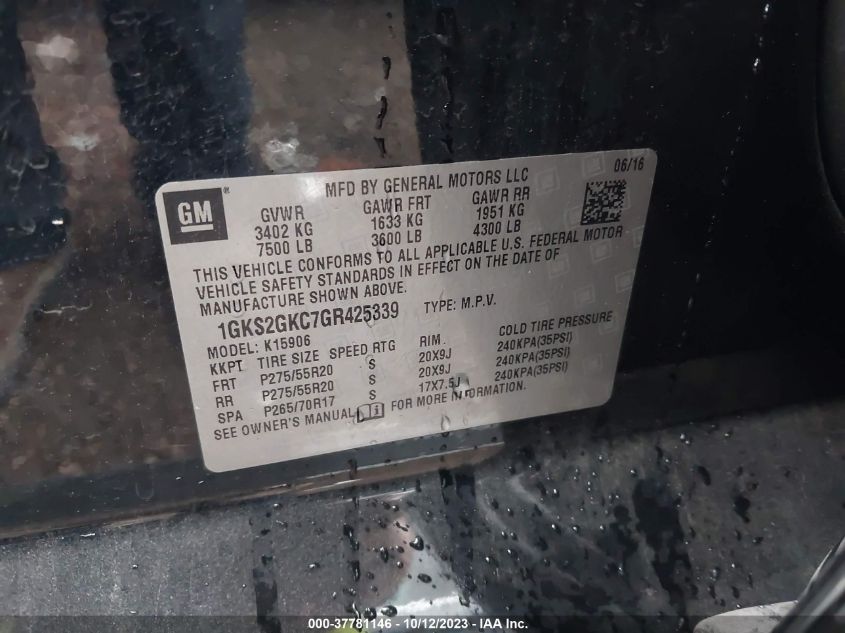 06/16
MFD BY GENERAL MOTORS LLC
GM®
GVWR GAWR FRT GAWR RR
3402 KG 1633 KG 1951 KG
7500 LB 3600 LB 4300 LB
THIS VEHICLE CONFORMS TO ALL APPLICABLE U.S. FEDERAL MOTOR
VEHICLE SAFETY STANDARDS IN EFFECT ON THE DATE OF
MANUFACTURE SHOWN ABOVE.
1GKS2GKC7GR425339 TYPE: M.P.V.
MODEL: K15906
KKPT TIRE SIZE SPEED RTG RIM. COLD TIRE PRESSURE
FRT P275/55R20 S 20X9J 240KPA(35PSI)
RR P275/55R20 S 20X9J 240KPA(35PSI)
SPA P265/70R17 S 17X7.5J 240KPA(35PSI)
SEE OWNER'S MANUAL FOR MORE INFORMATION.
000-37781146 - 10/12/2023 - IAA Inc.